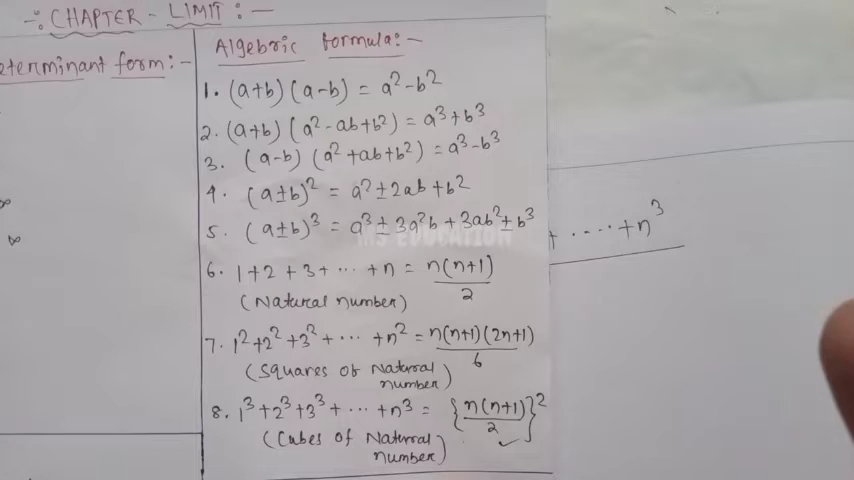 -: CHAPTER - LIMIT : -
eterminant form:-
∞
∞
Algebric formula:-
1. (a+b) (a-b) = a² - b²
2. (a+b) (a² - ab + b²) = a³ + b³
3. (a-b) (a² + ab + b²) = a³ - b³
4. (a±b)² = a² ± 2ab + b²
5. (a±b)³ = a³ ± 3a²b + 3ab² ± b³
MS EDUCATION
6. 1 + 2 + 3 + ... + n = n(n+1)/2
(Natural number)
7. 1² + 2² + 3² + ... + n² = n(n+1)(2n+1)/6
(Squares of Natural
number)
8. 1³ + 2³ + 3³ + ... + n³ = {n(n+1)/2}²
(Cubes of Natural
number)
+ ..... + n³